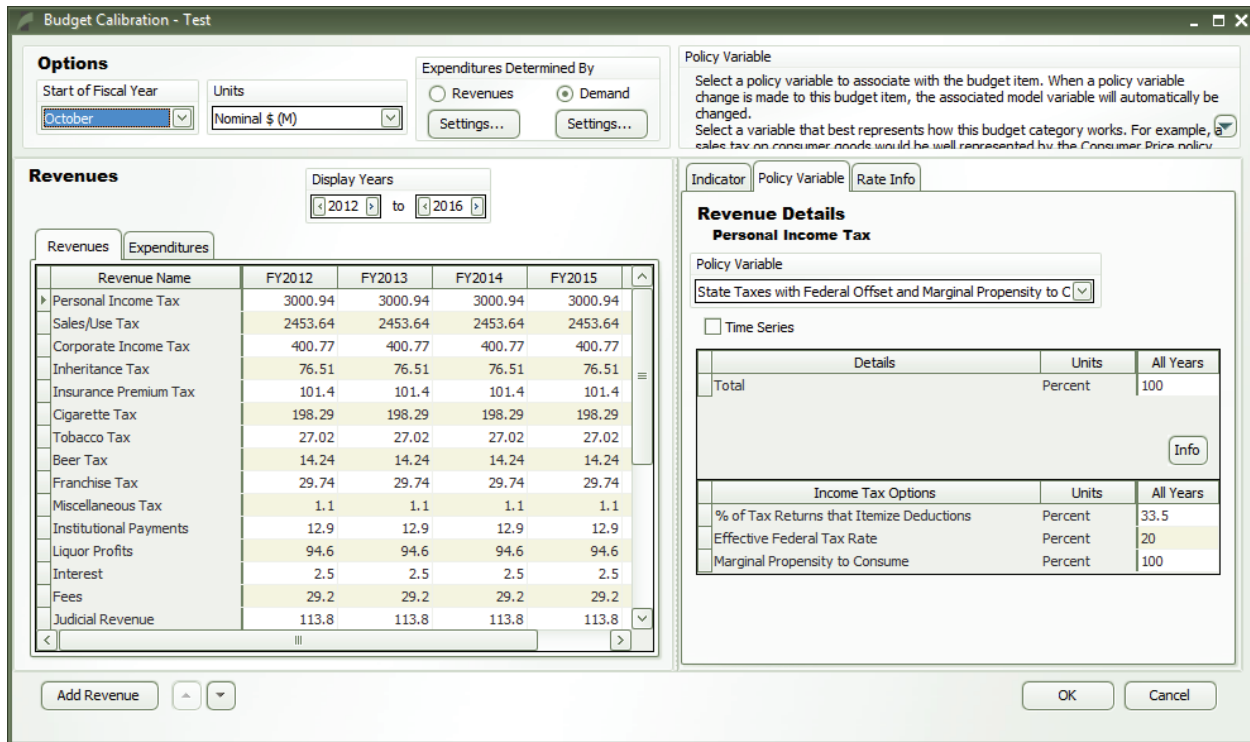 Budget Calibration - Test
Options
Start of Fiscal Year
October
Units
Nominal $ (M)
Expenditures Determined By
Revenues Demand
Settings... Settings...
Policy Variable
Select a policy variable to associate with the budget item. When a policy variable
change is made to this budget item, the associated model variable will automatically be
changed.
Select a variable that best represents how this budget category works. For example, a
sales tax on consumer goods would be well represented by the Consumer Price policy
Revenues
Display Years
2012 to 2016
Revenues Expenditures
Revenue Name FY2012 FY2013 FY2014 FY2015
Personal Income Tax 3000.94 3000.94 3000.94 3000.94
Sales/Use Tax 2453.64 2453.64 2453.64 2453.64
Corporate Income Tax 400.77 400.77 400.77 400.77
Inheritance Tax 76.51 76.51 76.51 76.51
Insurance Premium Tax 101.4 101.4 101.4 101.4
Cigarette Tax 198.29 198.29 198.29 198.29
Tobacco Tax 27.02 27.02 27.02 27.02
Beer Tax 14.24 14.24 14.24 14.24
Franchise Tax 29.74 29.74 29.74 29.74
Miscellaneous Tax 1.1 1.1 1.1 1.1
Institutional Payments 12.9 12.9 12.9 12.9
Liquor Profits 94.6 94.6 94.6 94.6
Interest 2.5 2.5 2.5 2.5
Fees 29.2 29.2 29.2 29.2
Judicial Revenue 113.8 113.8 113.8 113.8
Add Revenue
Indicator Policy Variable Rate Info
Revenue Details
Personal Income Tax
Policy Variable
State Taxes with Federal Offset and Marginal Propensity to C
Time Series
Details Units All Years
Total Percent 100
Info
Income Tax Options Units All Years
% of Tax Returns that Itemize Deductions Percent 33.5
Effective Federal Tax Rate Percent 20
Marginal Propensity to Consume Percent 100
OK Cancel